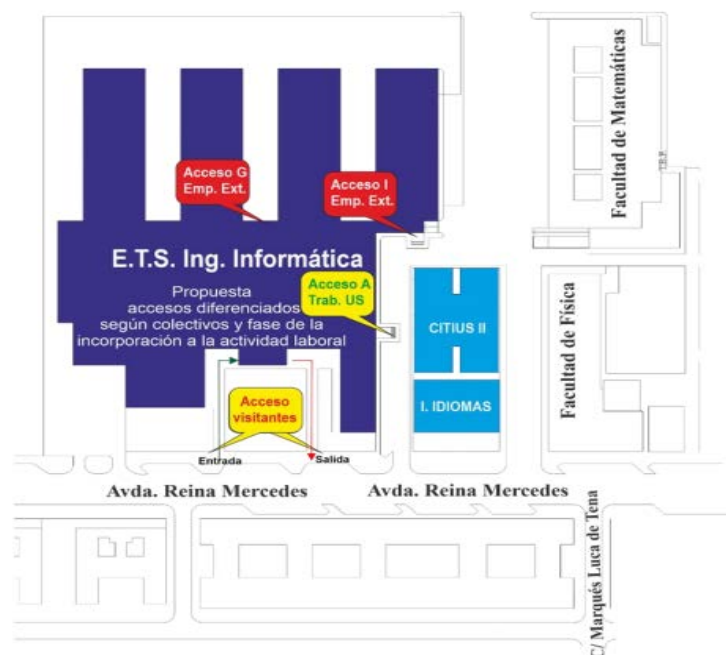 Acceso G
Emp. Ext.
Acceso I
Emp. Ext.
Facultad de Matemáticas
E.T.S. Ing. Informática
Propuesta
accesos diferenciados
según colectivos y fase de la
incorporación a la actividad laboral
Acceso A
Trab. US
CITIUS II
I. IDIOMAS
Facultad de Física
Acceso
visitantes
Entrada
Salida
Avda. Reina Mercedes
Avda. Reina Mercedes
C/ Marqués Luca de Tena